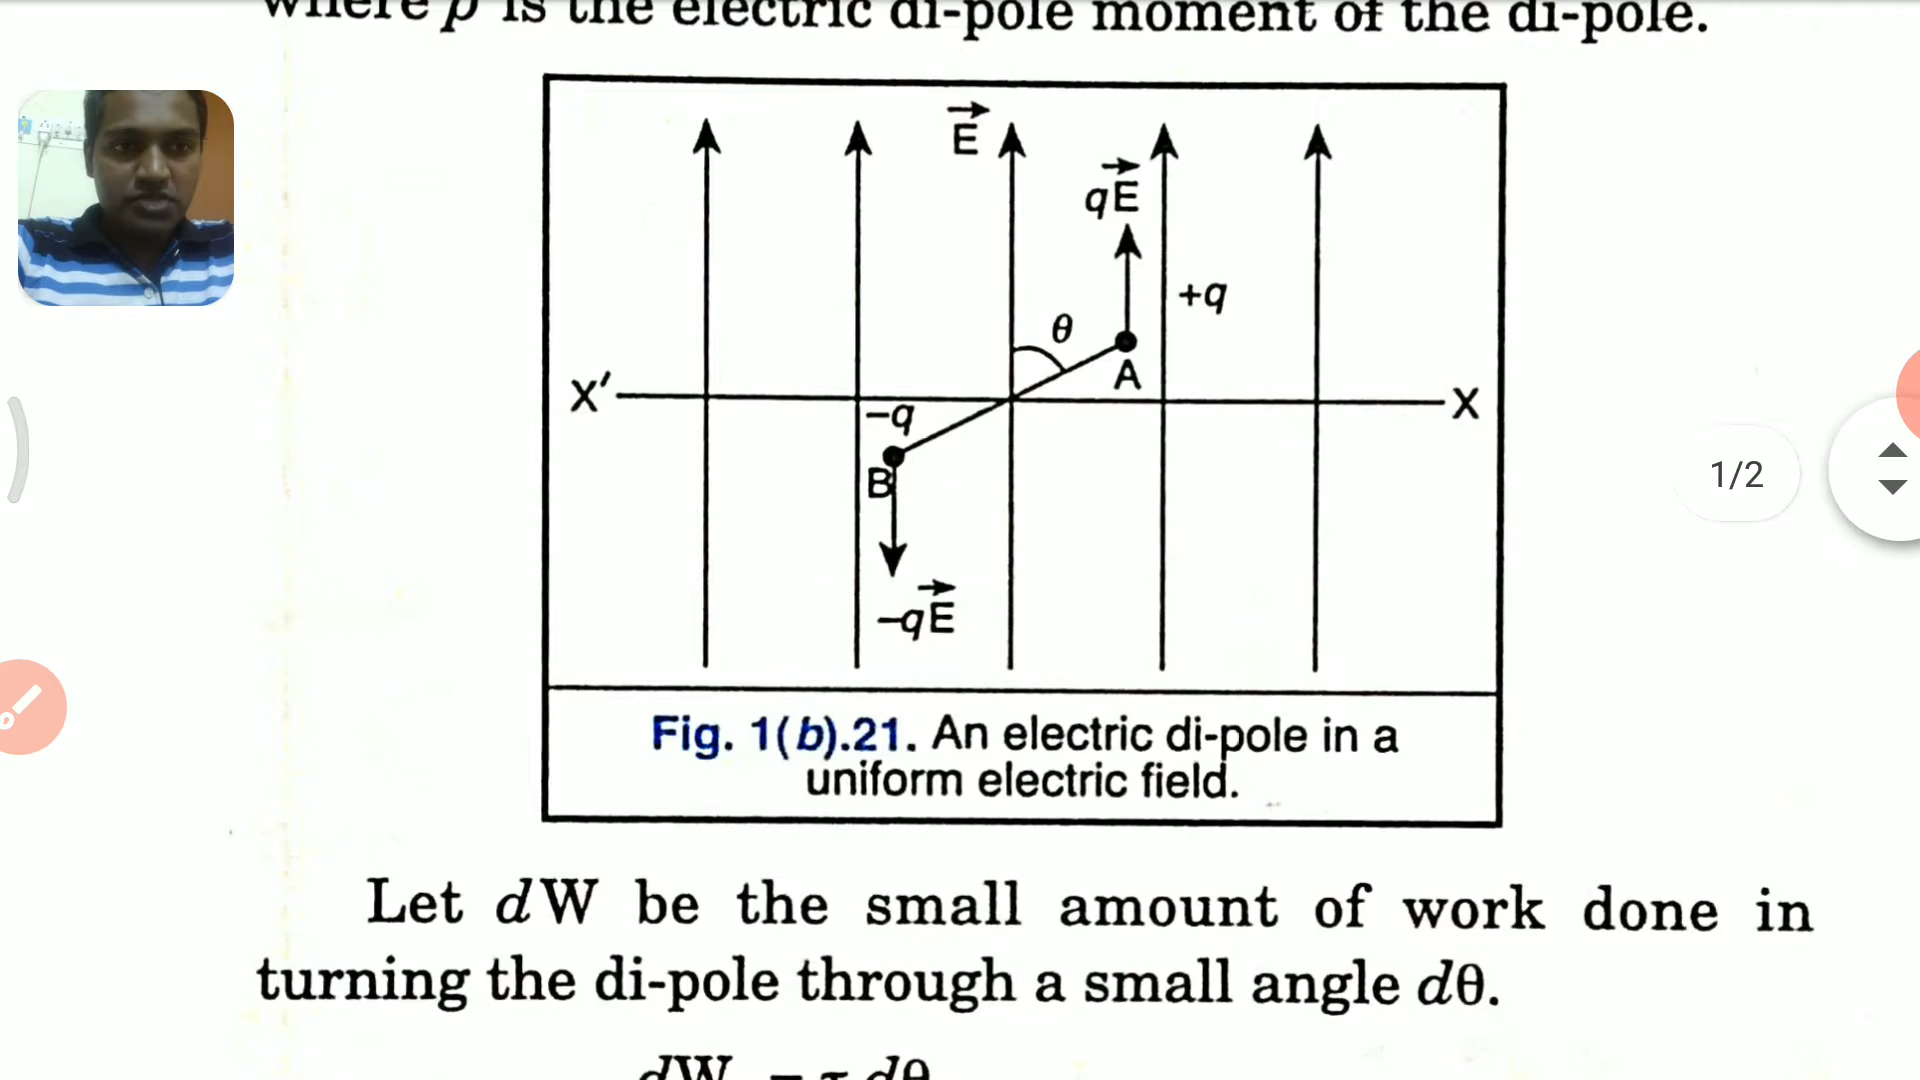 where p is the electric di-pole moment of the di-pole.
E
qE
+q
θ
A
X′
X
–q
B
–qE
1/2
Fig. 1(b).21. An electric di-pole in a
uniform electric field.
Let dW be the small amount of work done in
turning the di-pole through a small angle dθ.
dW = τ dθ